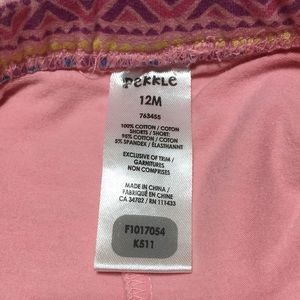 pekkle
12M
763455
100% COTTON / COTON
SHORTS / SHORT:
95% COTTON / COTON
5% SPANDEX / ÉLASTHANNT
EXCLUSIVE OF TRIM /
GARNITURES
NON COMPRISES
MADE IN CHINA /
FABRIQUÉ EN CHINE
CA 34702 / RN 111433
F1017054
K511